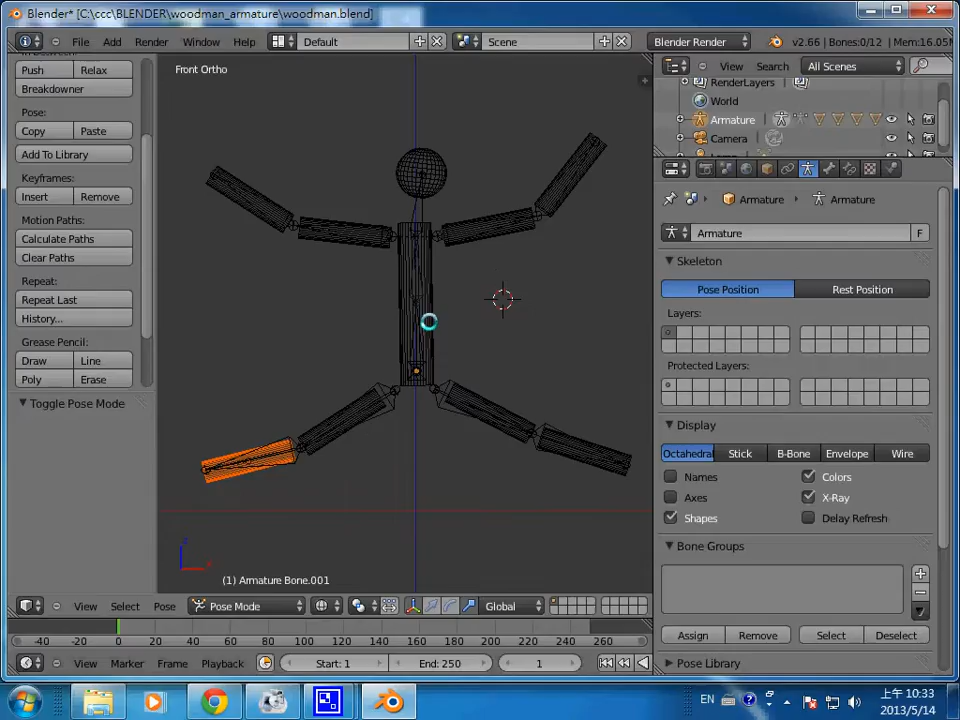 Blender* [C:\ccc\BLENDER\woodman_armature\woodman.blend]
File Add Render Window Help Default Scene Blender Render v2.66 | Bones:0/12 | Mem:16.05
Push Relax
Breakdowner
Pose:
Copy Paste
Add To Library
Keyframes:
Insert Remove
Motion Paths:
Calculate Paths
Clear Paths
Repeat:
Repeat Last
History...
Grease Pencil:
Draw Line
Poly Erase
Toggle Pose Mode
Front Ortho
(1) Armature Bone.001
View Select Pose Pose Mode Global
-40 -20 0 20 40 60 80 100 120 140 160 180 200 220 240 260
View Marker Frame Playback Start: 1 End: 250 1
View Search All Scenes
RenderLayers
World
Armature
Camera
Armature Armature
Armature F
Skeleton
Pose Position Rest Position
Layers:
Protected Layers:
Display
Octahedral Stick B-Bone Envelope Wire
Names Colors
Axes X-Ray
Shapes Delay Refresh
Bone Groups
Assign Remove Select Deselect
Pose Library
EN
上午 10:33
2013/5/14